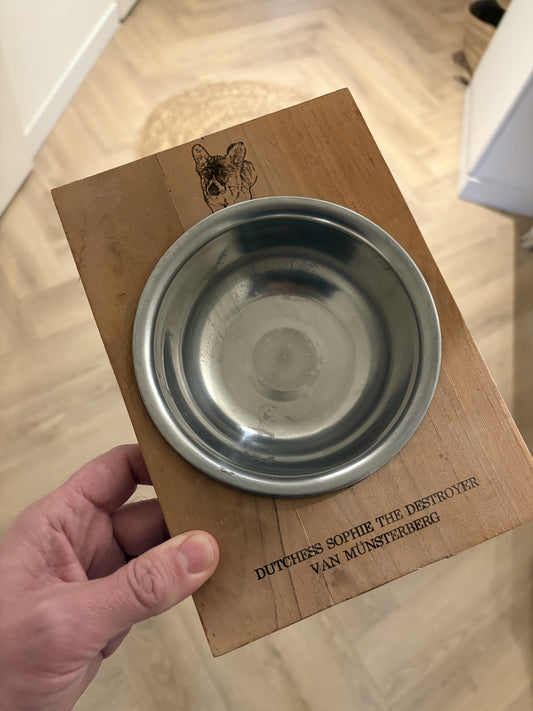 DUTCHESS SOPHIE THE DESTROYER
VAN MÜNSTERBERG